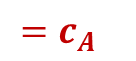 = c_A